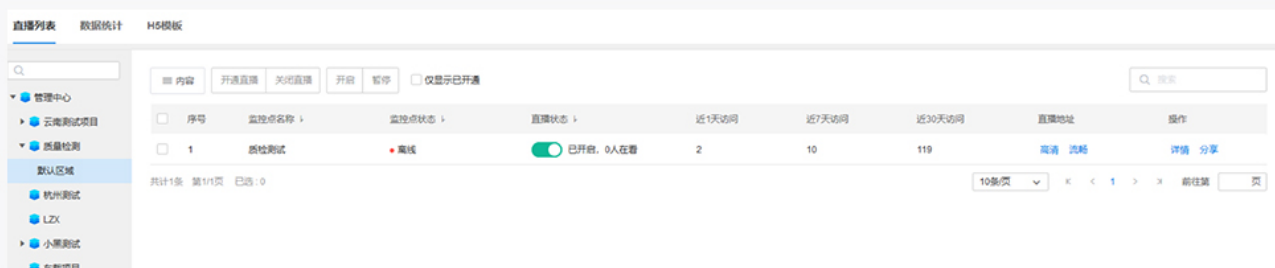 直播列表 数据统计 H5模板
内容 开通直播 关闭直播 开启 暂停 仅显示已开通 搜索
管理中心
云南测试项目 序号 监控点名称 监控点状态 直播状态 近1天访问 近7天访问 近30天访问 直播地址 操作
质量检测 1 质检测试 离线 已开启，0人在看 2 10 119 高清 流畅 详情 分享
默认区域
共计1条 第1/1页 已选：0 10条/页 1 前往第 页
杭州测试
LZX
小黑测试